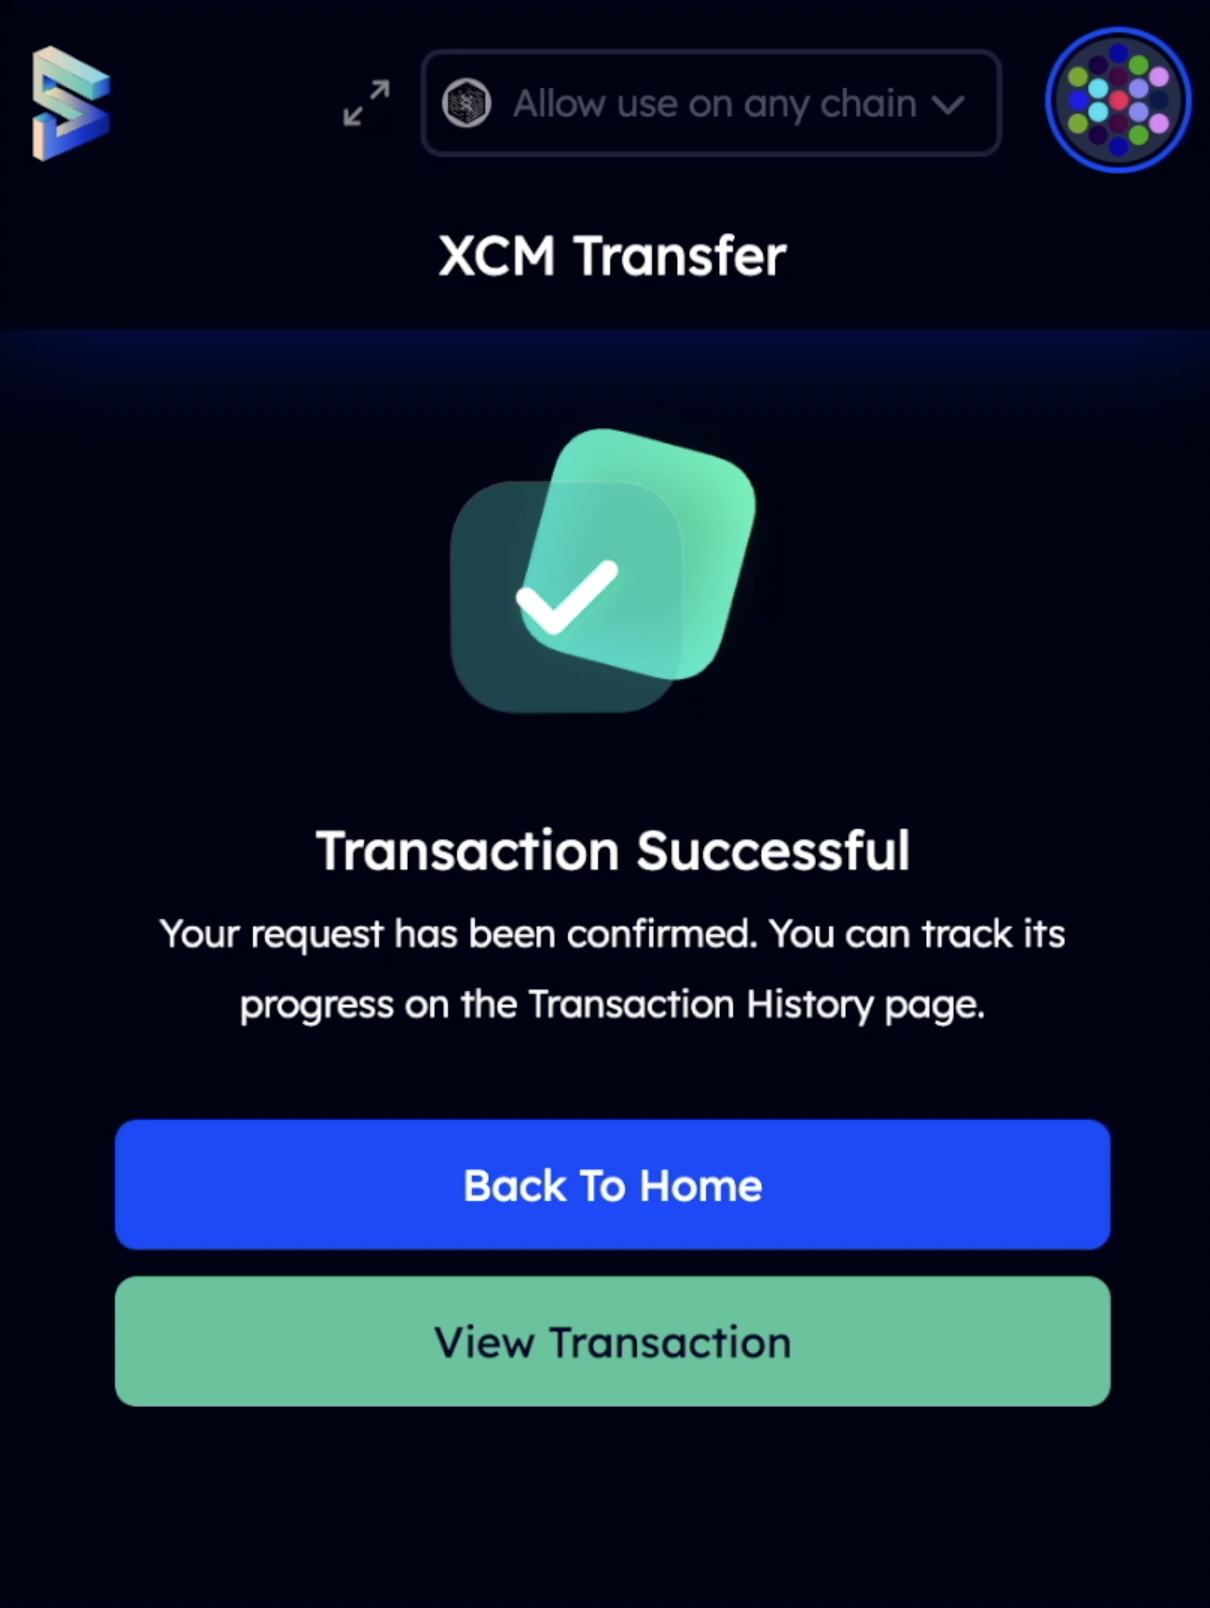 Allow use on any chain
XCM Transfer
Transaction Successful
Your request has been confirmed. You can track its
progress on the Transaction History page.
Back To Home
View Transaction